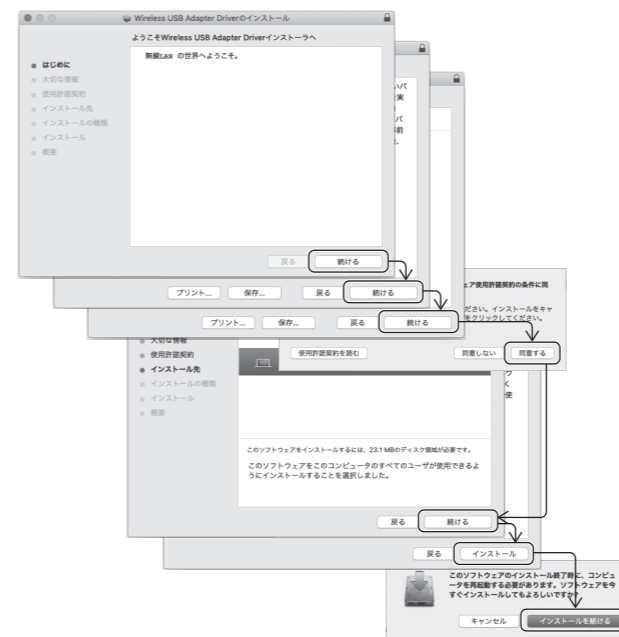 Wireless USB Adapter Driverのインストール
ようこそWireless USB Adapter Driverインストーラへ
無線LAN の世界へようこそ。
はじめに
大切な情報
使用許諾契約
インストール先
インストールの種類
インストール
概要
戻る
続ける
いパ
実
バ
前
プリント...
保存...
戻る
続ける
プリント...
保存...
戻る
続ける
ェア使用許諾契約の条件に同
ださい。インストールをキャ
をクリックしてください。
使用許諾契約を読む
同意しない
同意する
大切な情報
使用許諾契約
インストール先
インストールの種類
インストール
概要
く
使
このソフトウェアをインストールするには、23.1 MBのディスク領域が必要です。
このソフトウェアをこのコンピュータのすべてのユーザが使用できるよ
うにインストールすることを選択しました。
戻る
続ける
戻る
インストール
このソフトウェアのインストール終了時に、コンピュ
ータを再起動する必要があります。ソフトウェアを今
すぐインストールしてもよろしいですか?
キャンセル
インストールを続ける